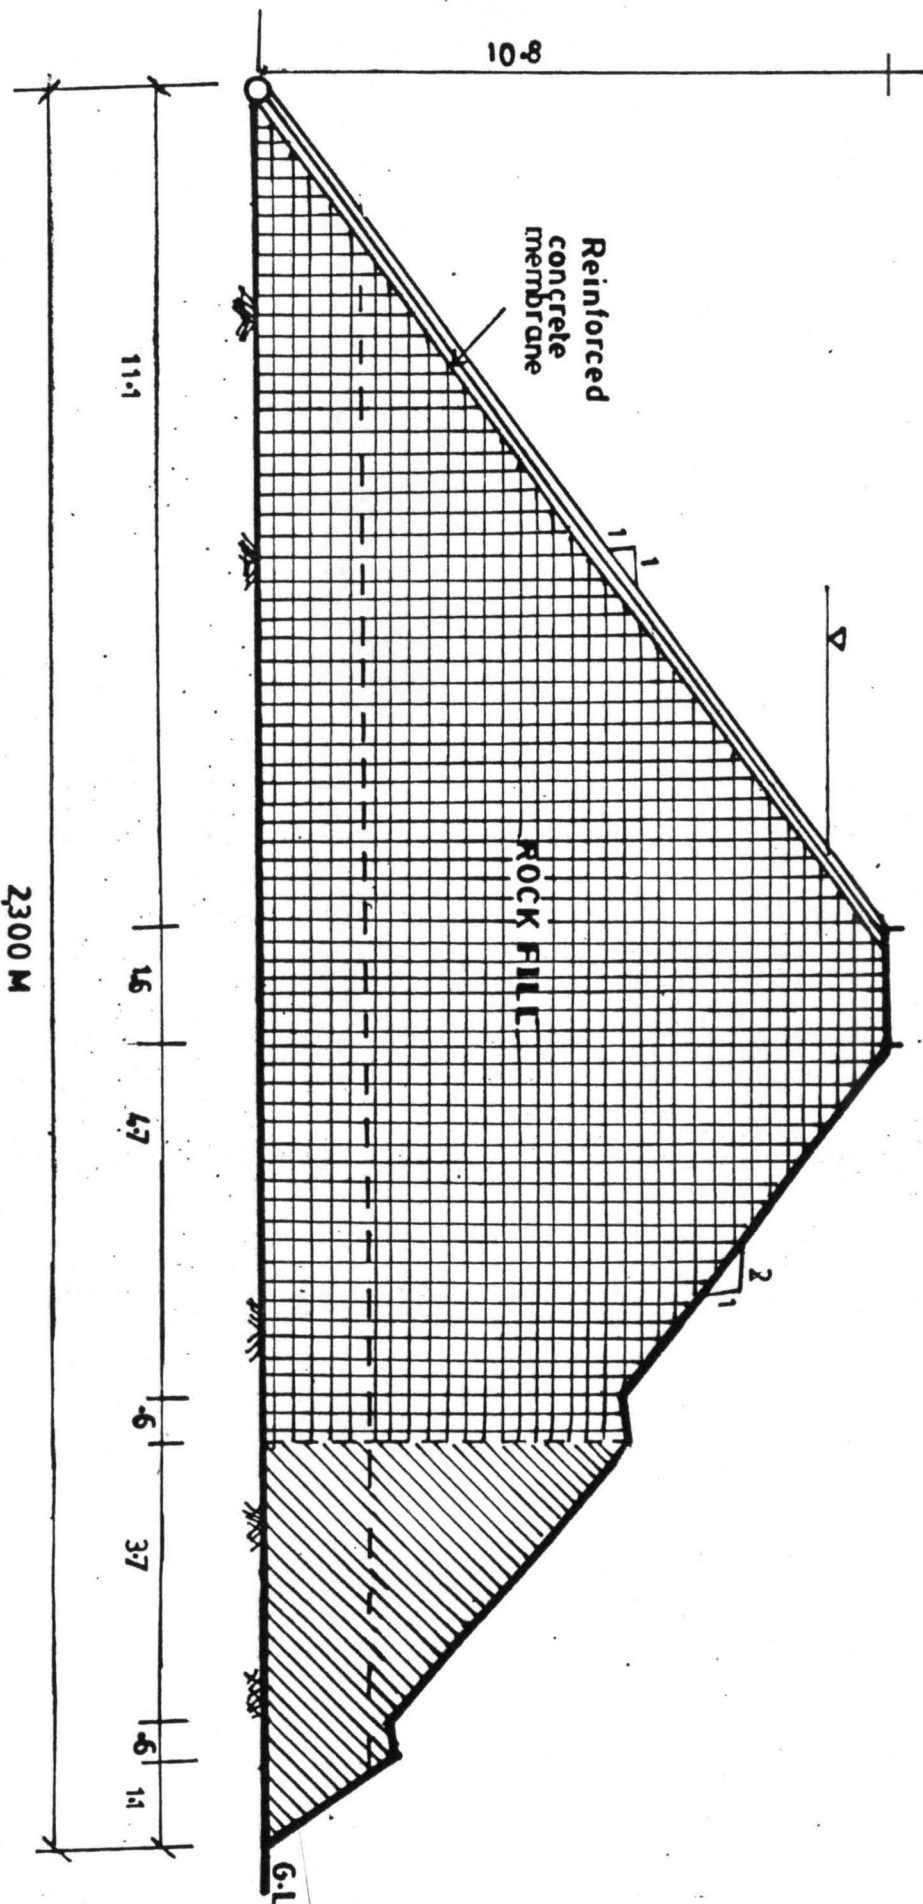 10·8
Reinforced
concrete
membrane
1
1
ROCK FILL
2
1
11·1
1·6
4·7
·6
3·7
·6
1·1
G·L
2,300 M